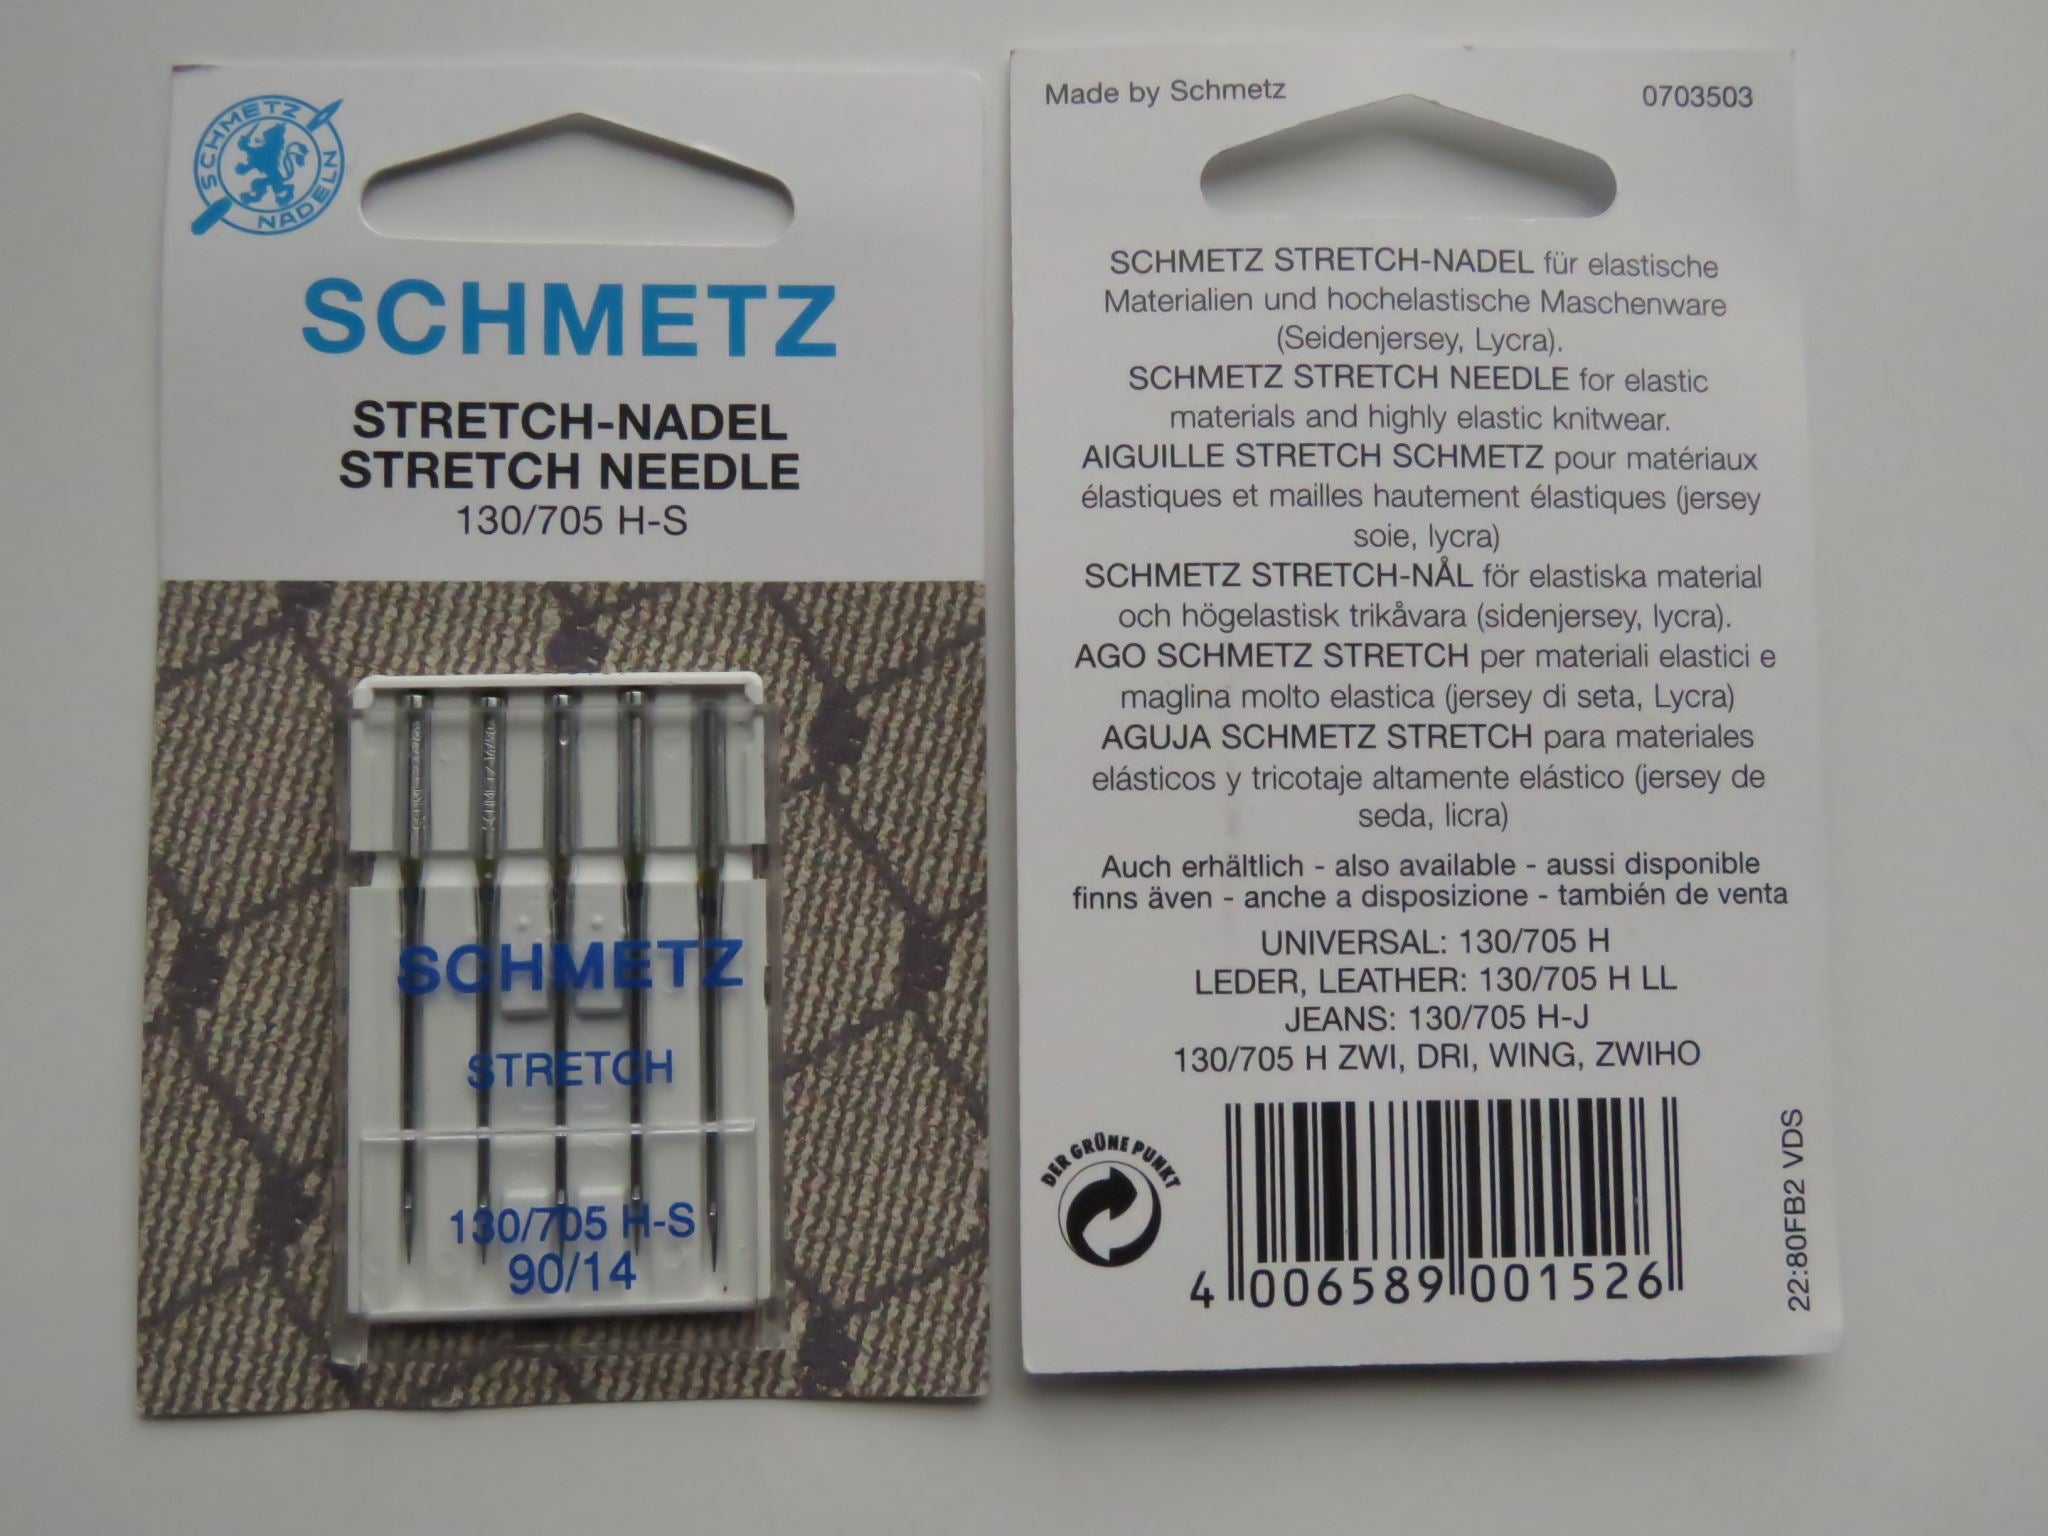 SCHMETZ
NADELN
SCHMETZ
STRETCH-NADEL
STRETCH NEEDLE
130/705 H-S
SCHMETZ
STRETCH
130/705 H-S
90/14
Made by Schmetz
0703503
SCHMETZ STRETCH-NADEL für elastische
Materialien und hochelastische Maschenware
(Seidenjersey, Lycra).
SCHMETZ STRETCH NEEDLE for elastic
materials and highly elastic knitwear.
AIGUILLE STRETCH SCHMETZ pour matériaux
élastiques et mailles hautement élastiques (jersey
soie, lycra)
SCHMETZ STRETCH-NÅL för elastiska material
och högelastisk trikåvara (sidenjersey, lycra).
AGO SCHMETZ STRETCH per materiali elastici e
maglina molto elastica (jersey di seta, Lycra)
AGUJA SCHMETZ STRETCH para materiales
elásticos y tricotaje altamente elástico (jersey de
seda, licra)
Auch erhältlich - also available - aussi disponible
finns även - anche a disposizione - también de venta
UNIVERSAL: 130/705 H
LEDER, LEATHER: 130/705 H LL
JEANS: 130/705 H-J
130/705 H ZWI, DRI, WING, ZWIHO
DER GRÜNE PUNKT
4 006589 001526
22:80FB2 VDS